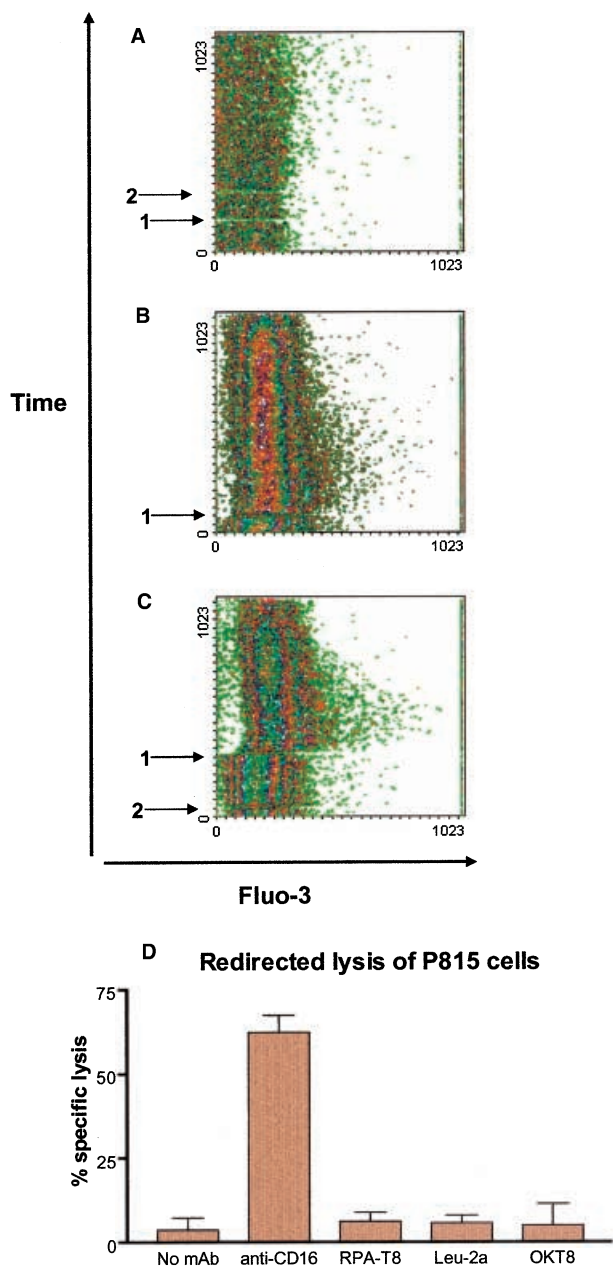 A
1023
2
1
0
0
1023
B
1023
Time
1
0
0
1023
C
1023
1
2
0
0
1023
Fluo-3
D
Redirected lysis of P815 cells
75
50
25
0
% specific lysis
No mAb
anti-CD16
RPA-T8
Leu-2a
OKT8